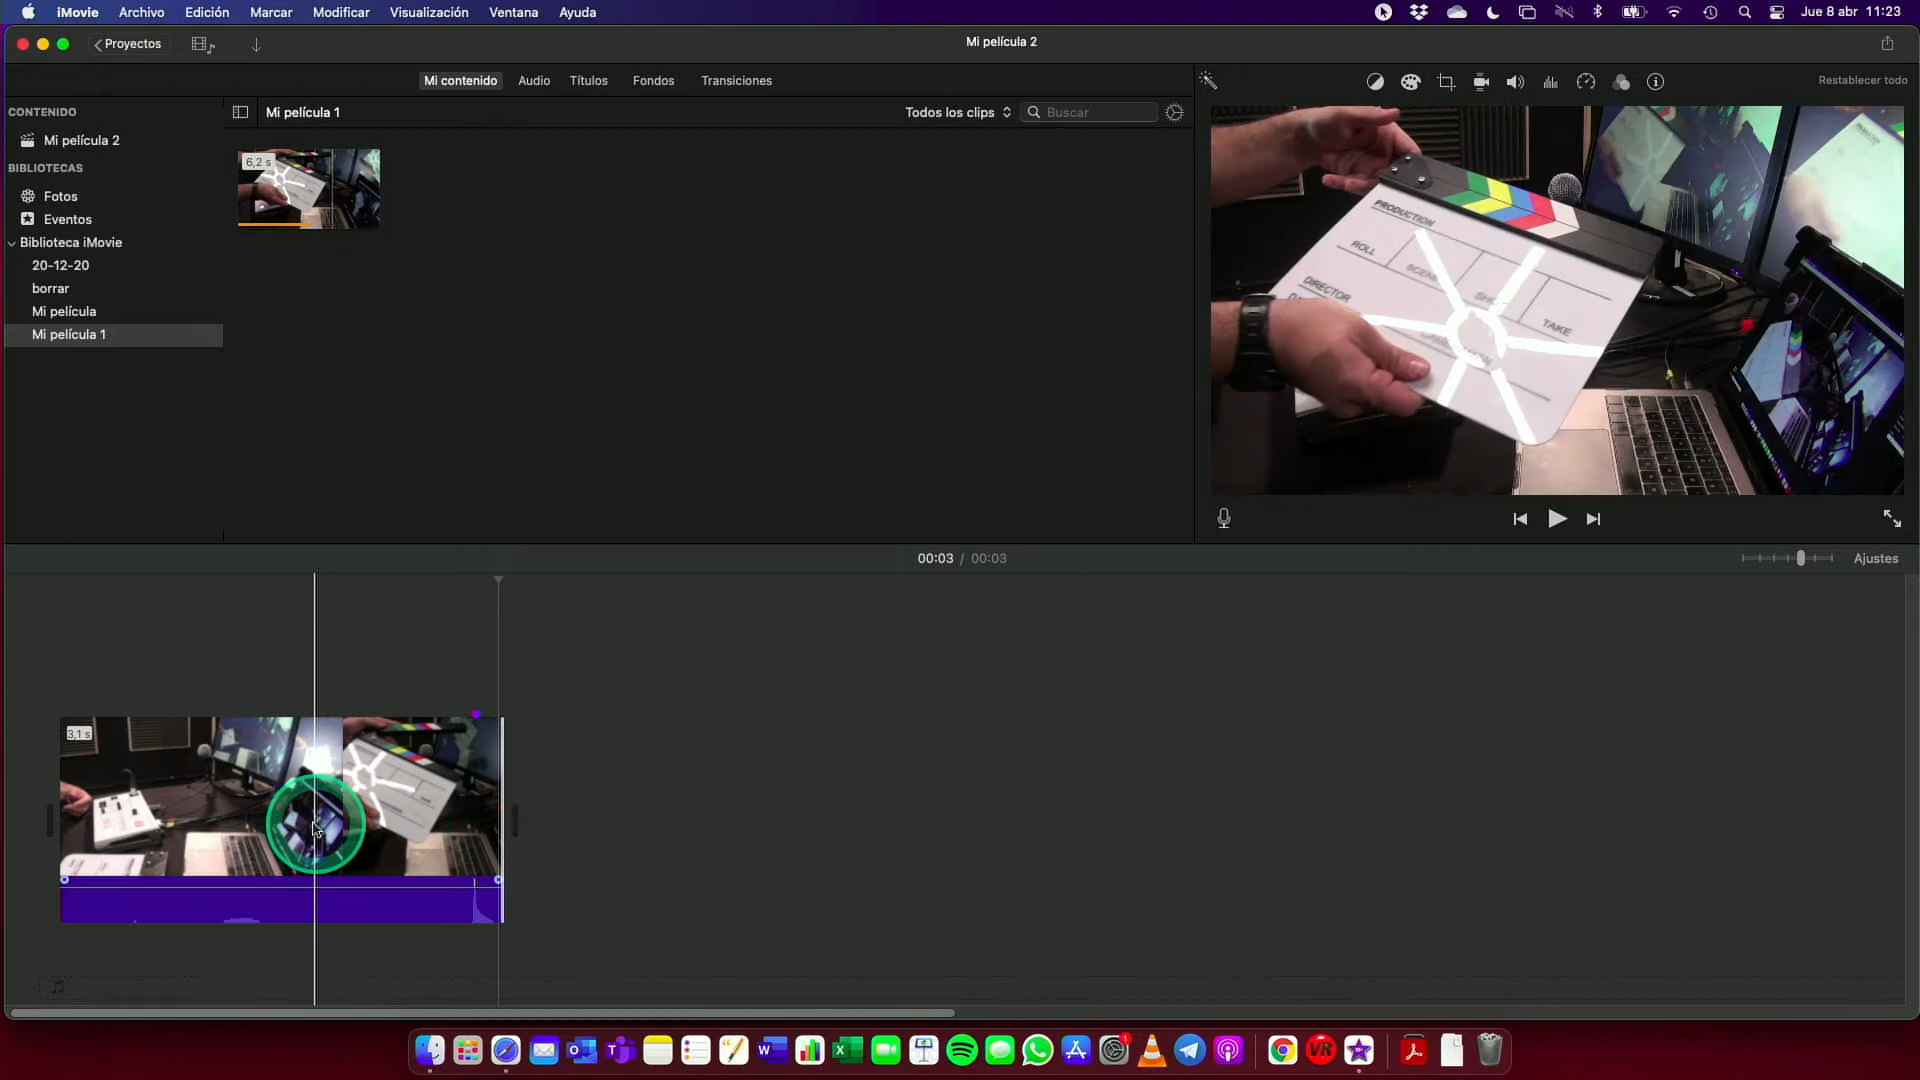 iMovie Archivo Edición Marcar Modificar Visualización Ventana Ayuda Jue 8 abr 11:23
Proyectos Mi película 2
Mi contenido Audio Títulos Fondos Transiciones Restablecer todo
CONTENIDO Mi película 1 Todos los clips Buscar
Mi película 2
BIBLIOTECAS
6,2 s
Fotos
Eventos
Biblioteca iMovie
20-12-20
borrar
Mi película
Mi película 1
PRODUCTION
ROLL
DIRECTOR
TAKE
00:03 / 00:03 Ajustes
3,1 s
W
X
VR
1